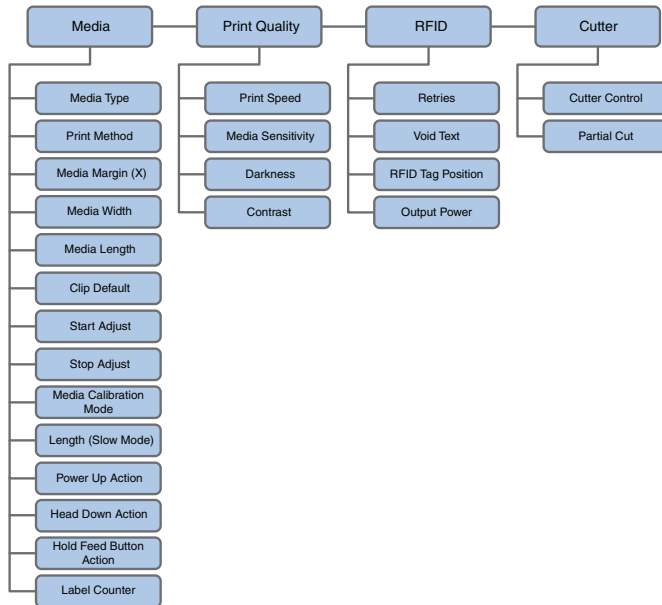 Media
Print Quality
RFID
Cutter
Media Type
Print Method
Media Margin (X)
Media Width
Media Length
Clip Default
Start Adjust
Stop Adjust
Media Calibration
Mode
Length (Slow Mode)
Power Up Action
Head Down Action
Hold Feed Button
Action
Label Counter
Print Speed
Media Sensitivity
Darkness
Contrast
Retries
Void Text
RFID Tag Position
Output Power
Cutter Control
Partial Cut